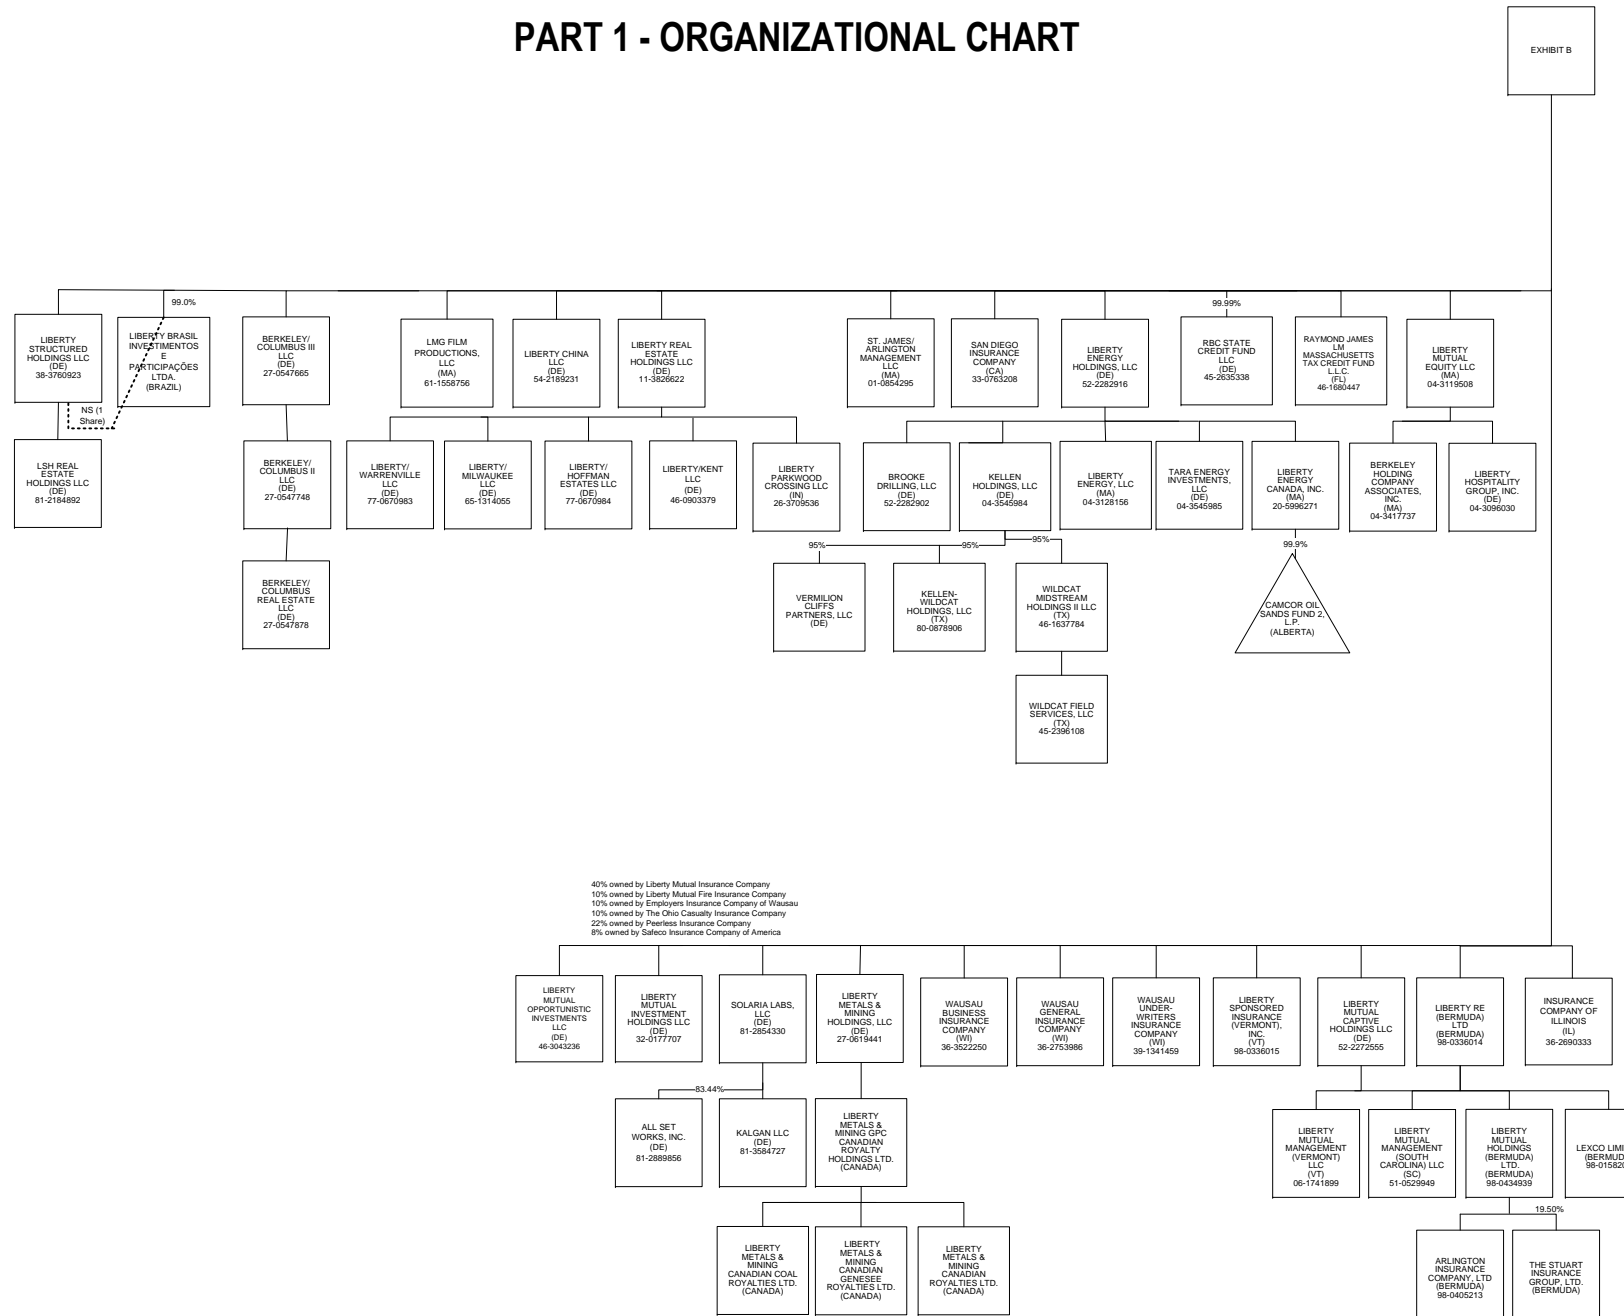 PART 1 - ORGANIZATIONAL CHART
EXHIBIT B
99.0%
99.99%
LIBERTY
STRUCTURED
HOLDINGS LLC
(DE)
38-3760923
LIBERTY BRASIL
INVESTIMENTOS
E
PARTICIPAÇÕES
LTDA.
(BRAZIL)
BERKELEY/
COLUMBUS III
LLC
(DE)
27-0547665
LMG FILM
PRODUCTIONS,
LLC
(MA)
61-1558756
LIBERTY CHINA
LLC
(DE)
54-2189231
LIBERTY REAL
ESTATE
HOLDINGS LLC
(DE)
11-3826622
ST. JAMES/
ARLINGTON
MANAGEMENT
LLC
(MA)
01-0854295
SAN DIEGO
INSURANCE
COMPANY
(CA)
33-0763208
LIBERTY
ENERGY
HOLDINGS, LLC
(DE)
52-2282916
RBC STATE
CREDIT FUND
LLC
(DE)
45-2635338
RAYMOND JAMES
LM
MASSACHUSETTS
TAX CREDIT FUND
L.L.C.
(FL)
46-1680447
LIBERTY
MUTUAL
EQUITY LLC
(MA)
04-3119508
NS (1
Share)
LSH REAL
ESTATE
HOLDINGS LLC
(DE)
81-2184892
BERKELEY/
COLUMBUS II
LLC
(DE)
27-0547748
LIBERTY/
WARRENVILLE
LLC
(DE)
77-0670983
LIBERTY/
MILWAUKEE
LLC
(DE)
65-1314055
LIBERTY/
HOFFMAN
ESTATES LLC
(DE)
77-0670984
LIBERTY/KENT
LLC
(DE)
46-0903379
LIBERTY
PARKWOOD
CROSSING LLC
(IN)
26-3709536
BROOKE
DRILLING, LLC
(DE)
52-2282902
KELLEN
HOLDINGS, LLC
(DE)
04-3545984
LIBERTY
ENERGY, LLC
(MA)
04-3128156
TARA ENERGY
INVESTMENTS,
LLC
(DE)
04-3545985
LIBERTY
ENERGY
CANADA, INC.
(MA)
20-5996271
BERKELEY
HOLDING
COMPANY
ASSOCIATES,
INC.
(MA)
04-3417737
LIBERTY
HOSPITALITY
GROUP, INC.
(DE)
04-3096030
95%
95%
95%
99.9%
BERKELEY/
COLUMBUS
REAL ESTATE
LLC
(DE)
27-0547878
VERMILION
CLIFFS
PARTNERS, LLC
(DE)
KELLEN-
WILDCAT
HOLDINGS, LLC
(TX)
80-0878906
WILDCAT
MIDSTREAM
HOLDINGS II LLC
(TX)
46-1637784
CAMCOR OIL
SANDS FUND 2,
L.P.
(ALBERTA)
WILDCAT FIELD
SERVICES, LLC
(TX)
45-2396108
40% owned by Liberty Mutual Insurance Company
10% owned by Liberty Mutual Fire Insurance Company
10% owned by Employers Insurance Company of Wausau
10% owned by The Ohio Casualty Insurance Company
22% owned by Peerless Insurance Company
8% owned by Safeco Insurance Company of America
LIBERTY
MUTUAL
OPPORTUNISTIC
INVESTMENTS
LLC
(DE)
46-3043236
LIBERTY
MUTUAL
INVESTMENT
HOLDINGS LLC
(DE)
32-0177707
SOLARIA LABS,
LLC
(DE)
81-2854330
LIBERTY
METALS &
MINING
HOLDINGS, LLC
(DE)
27-0619441
WAUSAU
BUSINESS
INSURANCE
COMPANY
(WI)
36-3522250
WAUSAU
GENERAL
INSURANCE
COMPANY
(WI)
36-2753986
WAUSAU
UNDER-
WRITERS
INSURANCE
COMPANY
(WI)
39-1341459
LIBERTY
SPONSORED
INSURANCE
(VERMONT),
INC.
(VT)
98-0336015
LIBERTY
MUTUAL
CAPTIVE
HOLDINGS LLC
(DE)
52-2272555
LIBERTY RE
(BERMUDA)
LTD
(BERMUDA)
98-0336014
INSURANCE
COMPANY OF
ILLINOIS
(IL)
36-2690333
83.44%
ALL SET
WORKS, INC.
(DE)
81-2889856
KALGAN LLC
(DE)
81-3584727
LIBERTY
METALS &
MINING GPC
CANADIAN
ROYALTY
HOLDINGS LTD.
(CANADA)
LIBERTY
MUTUAL
MANAGEMENT
(VERMONT)
LLC
(VT)
06-1741899
LIBERTY
MUTUAL
MANAGEMENT
(SOUTH
CAROLINA) LLC
(SC)
51-0529949
LIBERTY
MUTUAL
HOLDINGS
(BERMUDA)
LTD.
(BERMUDA)
98-0434939
LEXCO LIMI
(BERMUD
98-015820
19.50%
LIBERTY
METALS &
MINING
CANADIAN COAL
ROYALTIES LTD.
(CANADA)
LIBERTY
METALS &
MINING
CANADIAN
GENESEE
ROYALTIES LTD.
(CANADA)
LIBERTY
METALS &
MINING
CANADIAN
ROYALTIES LTD.
(CANADA)
ARLINGTON
INSURANCE
COMPANY, LTD
(BERMUDA)
98-0405213
THE STUART
INSURANCE
GROUP, LTD.
(BERMUDA)